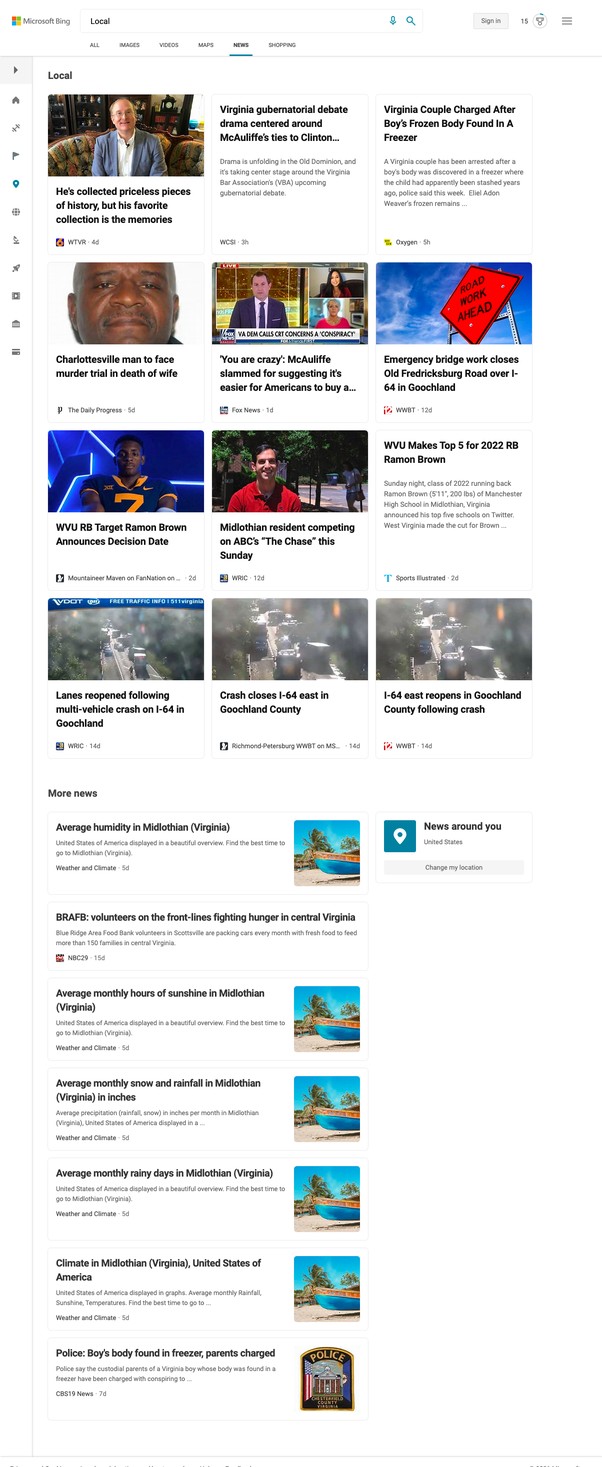 Microsoft Bing
Local
Sign in
15
ALL IMAGES VIDEOS MAPS NEWS SHOPPING
Local
He's collected priceless pieces
of history, but his favorite
collection is the memories
WTVR · 4d
Virginia gubernatorial debate
drama centered around
McAuliffe's ties to Clinton...
Drama is unfolding in the Old Dominion, and
it's taking center stage around the Virginia
Bar Association's (VBA) upcoming
gubernatorial debate.
WCSI · 3h
Virginia Couple Charged After
Boy's Frozen Body Found In A
Freezer
A Virginia couple has been arrested after a
boy's body was discovered in a freezer where
the child had apparently been stashed years
ago, police said this week. Eliel Adon
Weaver's frozen remains ...
Oxygen · 5h
Charlottesville man to face
murder trial in death of wife
The Daily Progress · 5d
LIVE
FOX NEWS
VA DEM CALLS CRT CONCERNS A 'CONSPIRACY'
'You are crazy': McAuliffe
slammed for suggesting it's
easier for Americans to buy a...
Fox News · 1d
ROAD
WORK
AHEAD
Emergency bridge work closes
Old Fredricksburg Road over I-
64 in Goochland
WWBT · 12d
7
WVU RB Target Ramon Brown
Announces Decision Date
Mountaineer Maven on FanNation on ... · 2d
Midlothian resident competing
on ABC's "The Chase" this
Sunday
WRIC · 12d
WVU Makes Top 5 for 2022 RB
Ramon Brown
Sunday night, class of 2022 running back
Ramon Brown (5'11", 200 lbs) of Manchester
High School in Midlothian, Virginia
announced his top five schools on Twitter.
West Virginia made the cut for Brown ...
Sports Illustrated · 2d
VDOT 511 FREE TRAFFIC INFO | 511virginia
Lanes reopened following
multi-vehicle crash on I-64 in
Goochland
WRIC · 14d
Crash closes I-64 east in
Goochland County
Richmond-Petersburg WWBT on MS... · 14d
I-64 east reopens in Goochland
County following crash
WWBT · 14d
More news
Average humidity in Midlothian (Virginia)
United States of America displayed in a beautiful overview. Find the best time to
go to Midlothian (Virginia).
Weather and Climate · 5d
News around you
United States
Change my location
BRAFB: volunteers on the front-lines fighting hunger in central Virginia
Blue Ridge Area Food Bank volunteers in Scottsville are packing cars every month with fresh food to feed
more than 150 families in central Virginia.
NBC29 · 15d
Average monthly hours of sunshine in Midlothian
(Virginia)
United States of America displayed in a beautiful overview. Find the best time to
go to Midlothian (Virginia).
Weather and Climate · 5d
Average monthly snow and rainfall in Midlothian
(Virginia) in inches
Average precipitation (rainfall, snow) in inches per month in Midlothian
(Virginia), United States of America displayed in a ...
Weather and Climate · 5d
Average monthly rainy days in Midlothian (Virginia)
United States of America displayed in a beautiful overview. Find the best time to
go to Midlothian (Virginia).
Weather and Climate · 5d
Climate in Midlothian (Virginia), United States of
America
United States of America displayed in graphs. Average monthly Rainfall,
Sunshine, Temperatures. Find the best time to go to ...
Weather and Climate · 5d
Police: Boy's body found in freezer, parents charged
Police say the custodial parents of a Virginia boy whose body was found in a
freezer have been charged with conspiring to ...
CBS19 News · 7d
POLICE
CHESTERFIELD
COUNTY
VIRGINIA